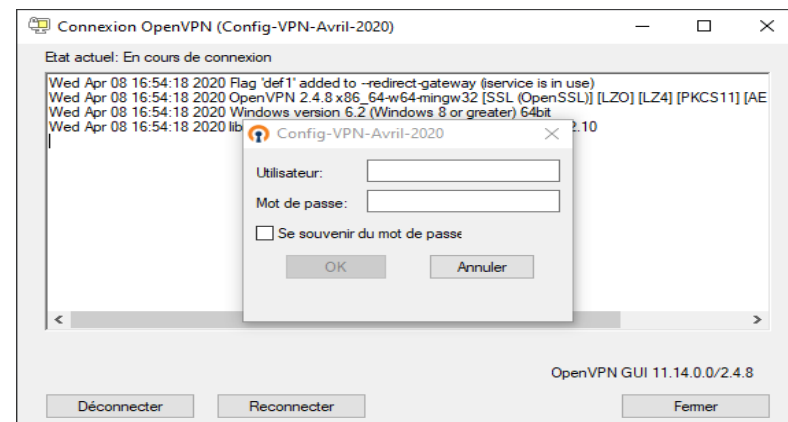 Connexion OpenVPN (Config-VPN-Avril-2020)
Etat actuel: En cours de connexion
Wed Apr 08 16:54:18 2020 Flag 'def1' added to --redirect-gateway (iservice is in use)
Wed Apr 08 16:54:18 2020 OpenVPN 2.4.8 x86_64-w64-mingw32 [SSL (OpenSSL)] [LZO] [LZ4] [PKCS11] [AE
Wed Apr 08 16:54:18 2020 Windows version 6.2 (Windows 8 or greater) 64bit
Wed Apr 08 16:54:18 2020 lib 2.10
Config-VPN-Avril-2020
Utilisateur:
Mot de passe:
Se souvenir du mot de passe
OK Annuler
OpenVPN GUI 11.14.0.0/2.4.8
Déconnecter Reconnecter Fermer